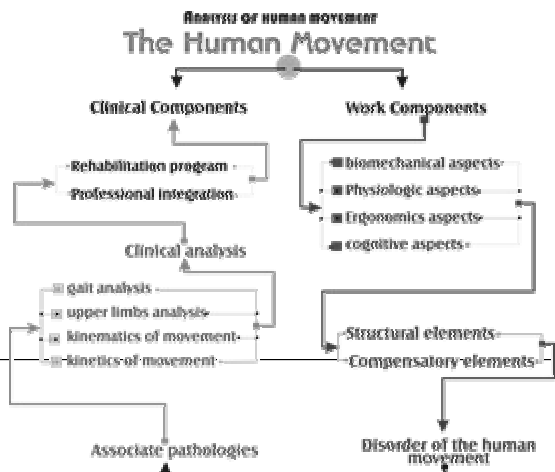 Analysis of human movement
The Human Movement
Clinical Components
Work Components
Rehabilitation program
Professional integration
biomechanical aspects
Physiologic aspects
Ergonomics aspects
cognitive aspects
Clinical analysis
gait analysis
upper limbs analysis
kinematics of movement
kinetics of movement
Structural elements
Compensatory elements
Associate pathologies
Disorder of the human
movement